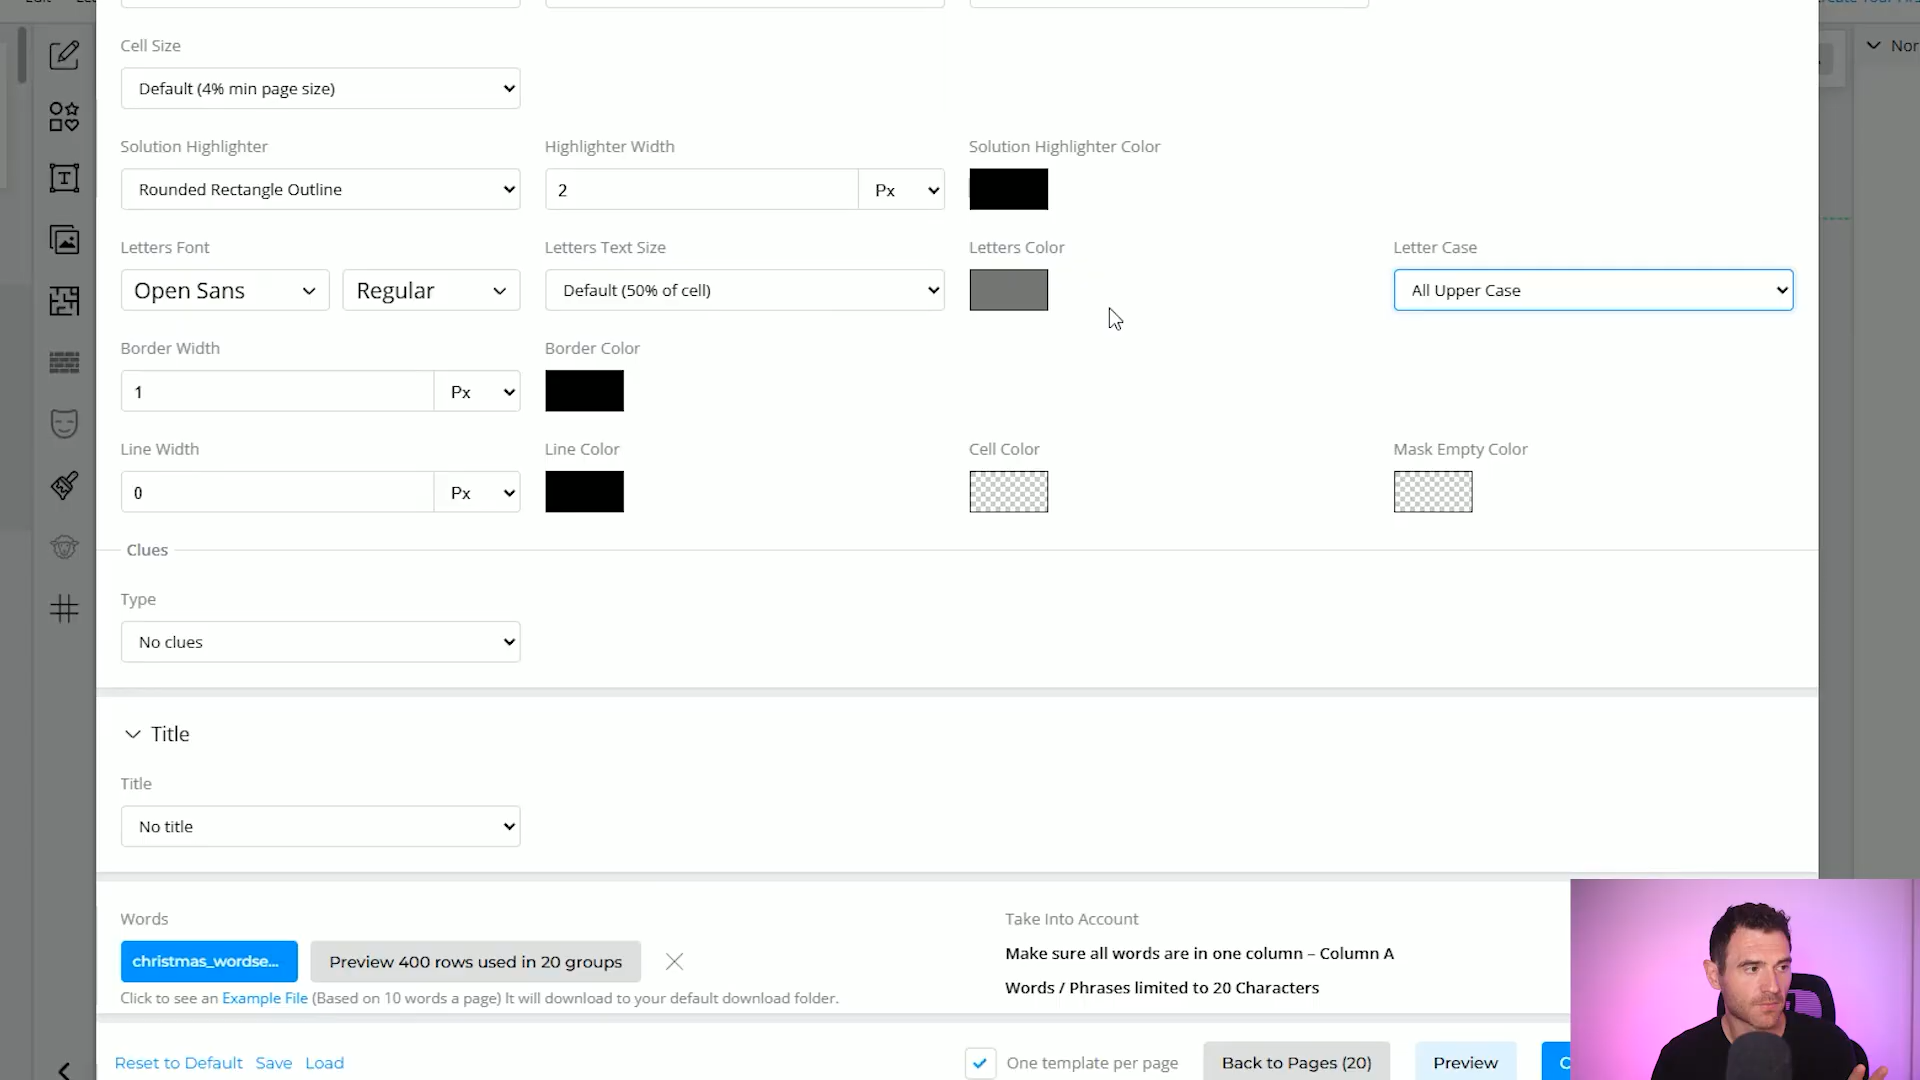 Cell Size
Default (4% min page size)
Solution Highlighter Highlighter Width Solution Highlighter Color
Rounded Rectangle Outline 2 Px
Letters Font Letters Text Size Letters Color Letter Case
Open Sans Regular Default (50% of cell) All Upper Case
Border Width Border Color
1 Px
Line Width Line Color Cell Color Mask Empty Color
0 Px
Clues
Type
No clues
Title
Title
No title
Words Take Into Account
christmas_wordse... Preview 400 rows used in 20 groups Make sure all words are in one column – Column A
Click to see an Example File (Based on 10 words a page) It will download to your default download folder. Words / Phrases limited to 20 Characters
Reset to Default Save Load One template per page Back to Pages (20) Preview